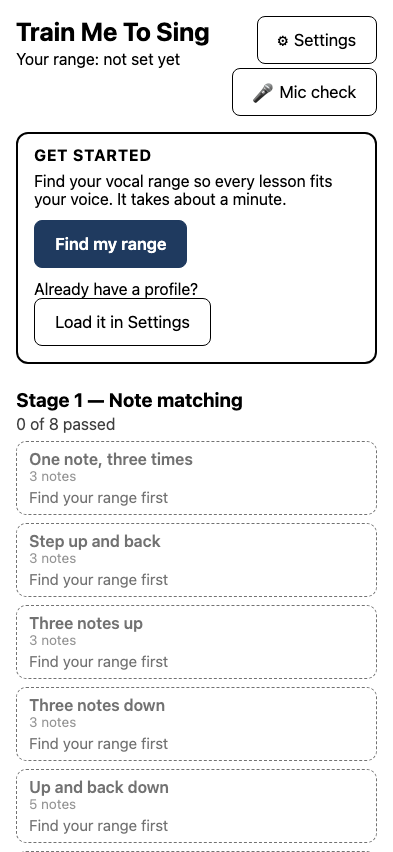 Train Me To Sing
Your range: not set yet
⚙ Settings
🎤 Mic check
GET STARTED
Find your vocal range so every lesson fits
your voice. It takes about a minute.
Find my range
Already have a profile?
Load it in Settings
Stage 1 — Note matching
0 of 8 passed
One note, three times
3 notes
Find your range first
Step up and back
3 notes
Find your range first
Three notes up
3 notes
Find your range first
Three notes down
3 notes
Find your range first
Up and back down
5 notes
Find your range first